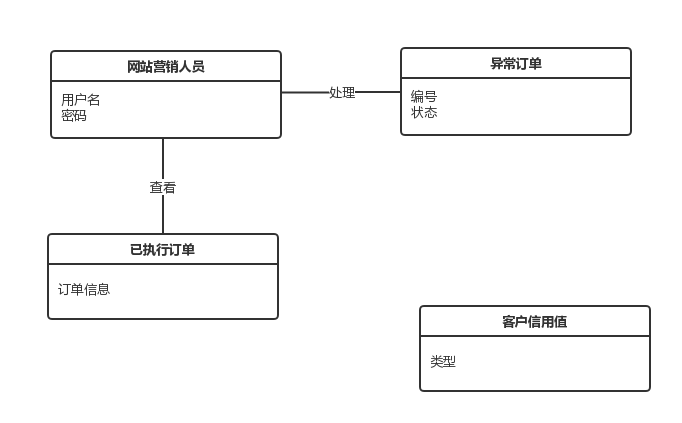 网站营销人员
用户名
密码
处理
异常订单
编号
状态
查看
已执行订单
订单信息
客户信用值
类型